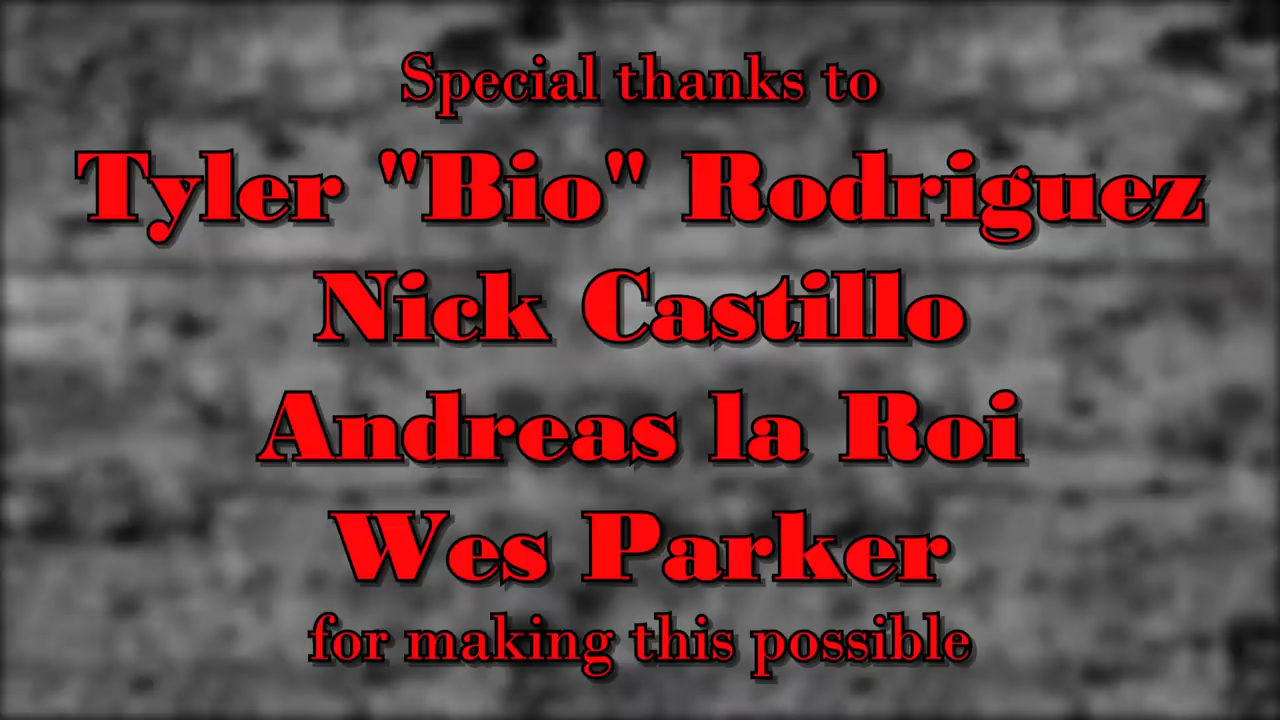 Special thanks to
Tyler "Bio" Rodriguez
Nick Castillo
Andreas la Roi
Wes Parker
for making this possible